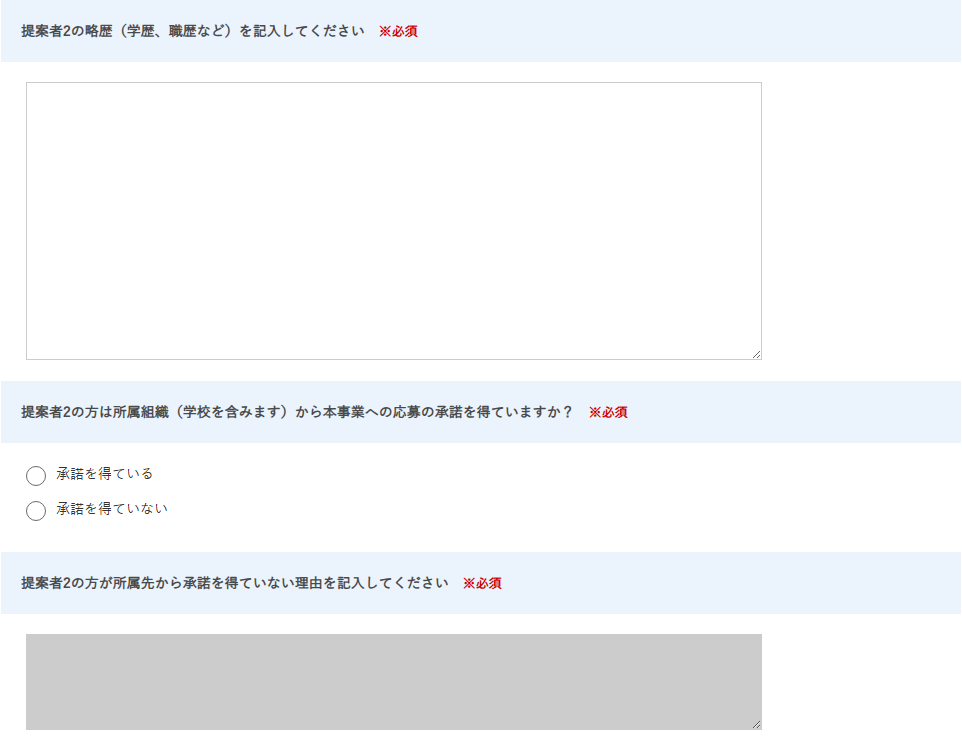 提案者2の略歴（学歴、職歴など）を記入してください ※必須
提案者2の方は所属組織（学校を含みます）から本事業への応募の承諾を得ていますか？ ※必須
承諾を得ている
承諾を得ていない
提案者2の方が所属先から承諾を得ていない理由を記入してください ※必須